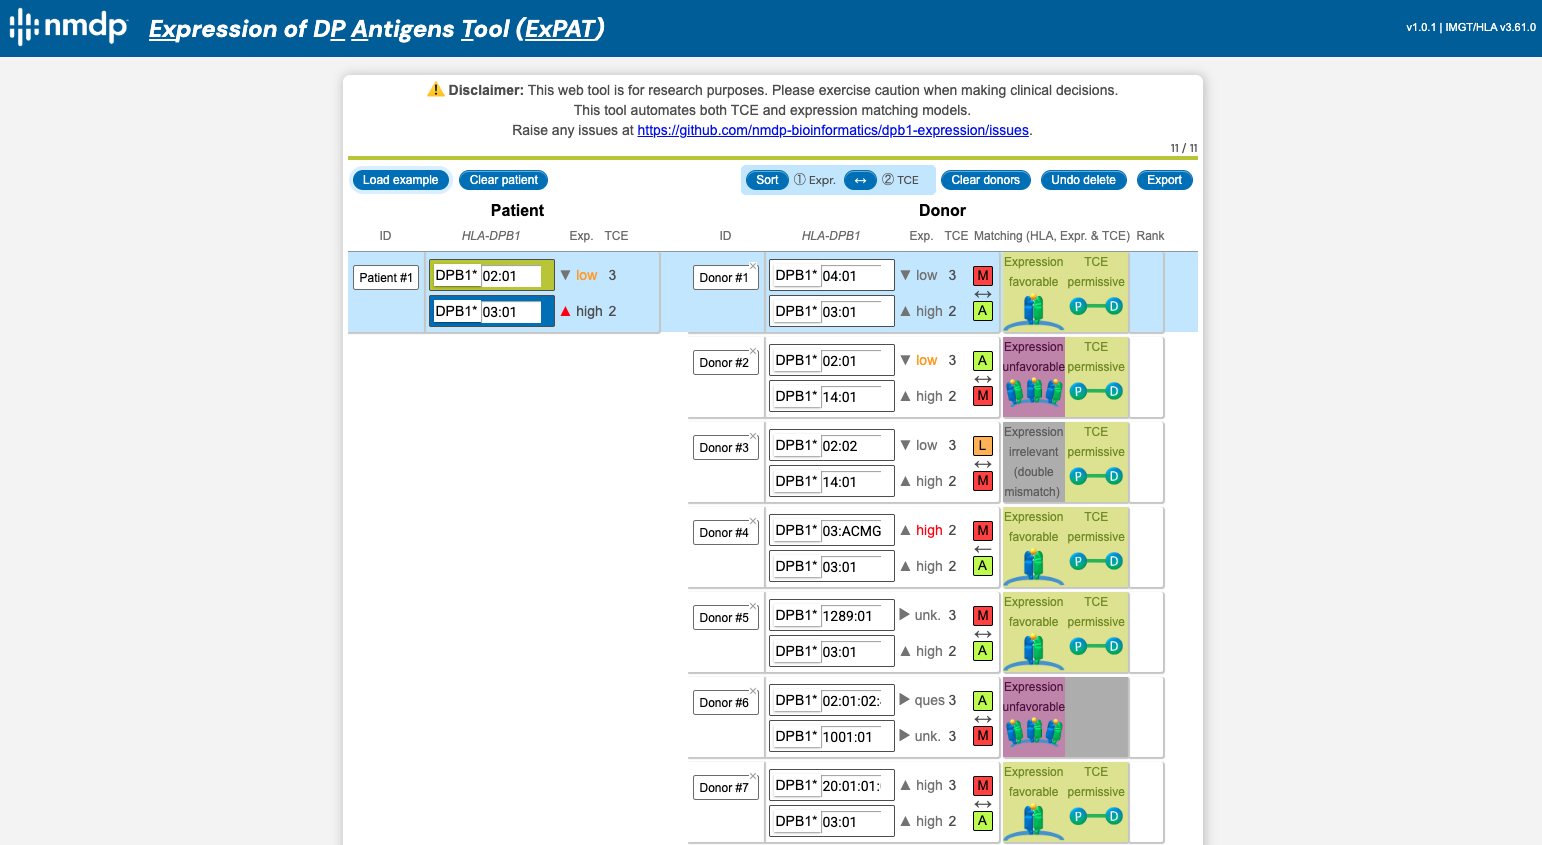 nmdp Expression of DP Antigens Tool (ExPAT) v1.0.1 | IMGT/HLA v3.61.0
Disclaimer: This web tool is for research purposes. Please exercise caution when making clinical decisions.
This tool automates both TCE and expression matching models.
Raise any issues at https://github.com/nmdp-bioinformatics/dpb1-expression/issues.
11 / 11
Load example Clear patient Sort ① Expr. ↔ ② TCE Clear donors Undo delete Export
Patient Donor
ID HLA-DPB1 Exp. TCE ID HLA-DPB1 Exp. TCE Matching (HLA, Expr. & TCE) Rank
Patient #1 DPB1* 02:01 ▼ low 3
DPB1* 03:01 ▲ high 2
Donor #1 × DPB1* 04:01 ▼ low 3 M Expression favorable TCE permissive
DPB1* 03:01 ▲ high 2 ↔ A P D
Donor #2 × DPB1* 02:01 ▼ low 3 A Expression unfavorable TCE permissive
DPB1* 14:01 ▲ high 2 ↔ M P D
Donor #3 × DPB1* 02:02 ▼ low 3 L Expression irrelevant (double mismatch) TCE permissive
DPB1* 14:01 ▲ high 2 ↔ M P D
Donor #4 × DPB1* 03:ACMG ▲ high 2 M Expression favorable TCE permissive
DPB1* 03:01 ▲ high 2 ← A P D
Donor #5 × DPB1* 1289:01 ▶ unk. 3 M Expression favorable TCE permissive
DPB1* 03:01 ▲ high 2 ↔ A P D
Donor #6 × DPB1* 02:01:02: ▶ ques 3 A Expression unfavorable
DPB1* 1001:01 ▶ unk. 3 ↔ M
Donor #7 × DPB1* 20:01:01: ▲ high 3 M Expression favorable TCE permissive
DPB1* 03:01 ▲ high 2 ↔ A P D